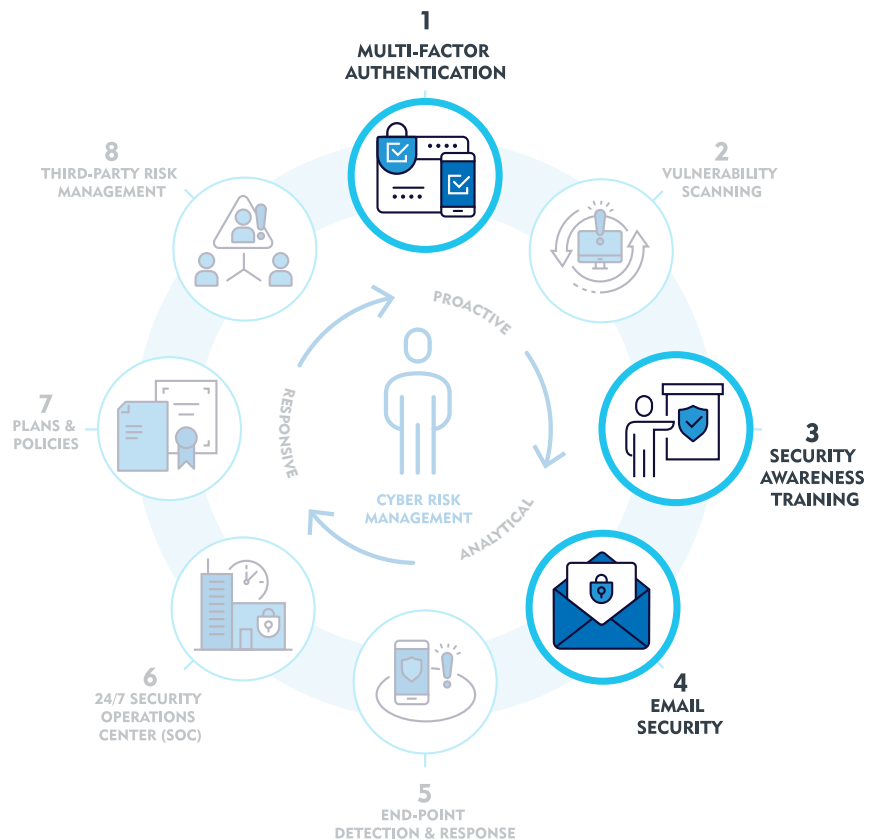 1
MULTI-FACTOR
AUTHENTICATION
2
VULNERABILITY
SCANNING
3
SECURITY
AWARENESS
TRAINING
4
EMAIL
SECURITY
5
END-POINT
DETECTION & RESPONSE
6
24/7 SECURITY
OPERATIONS
CENTER (SOC)
7
PLANS &
POLICIES
8
THIRD-PARTY RISK
MANAGEMENT
PROACTIVE
ANALYTICAL
RESPONSIVE
CYBER RISK
MANAGEMENT